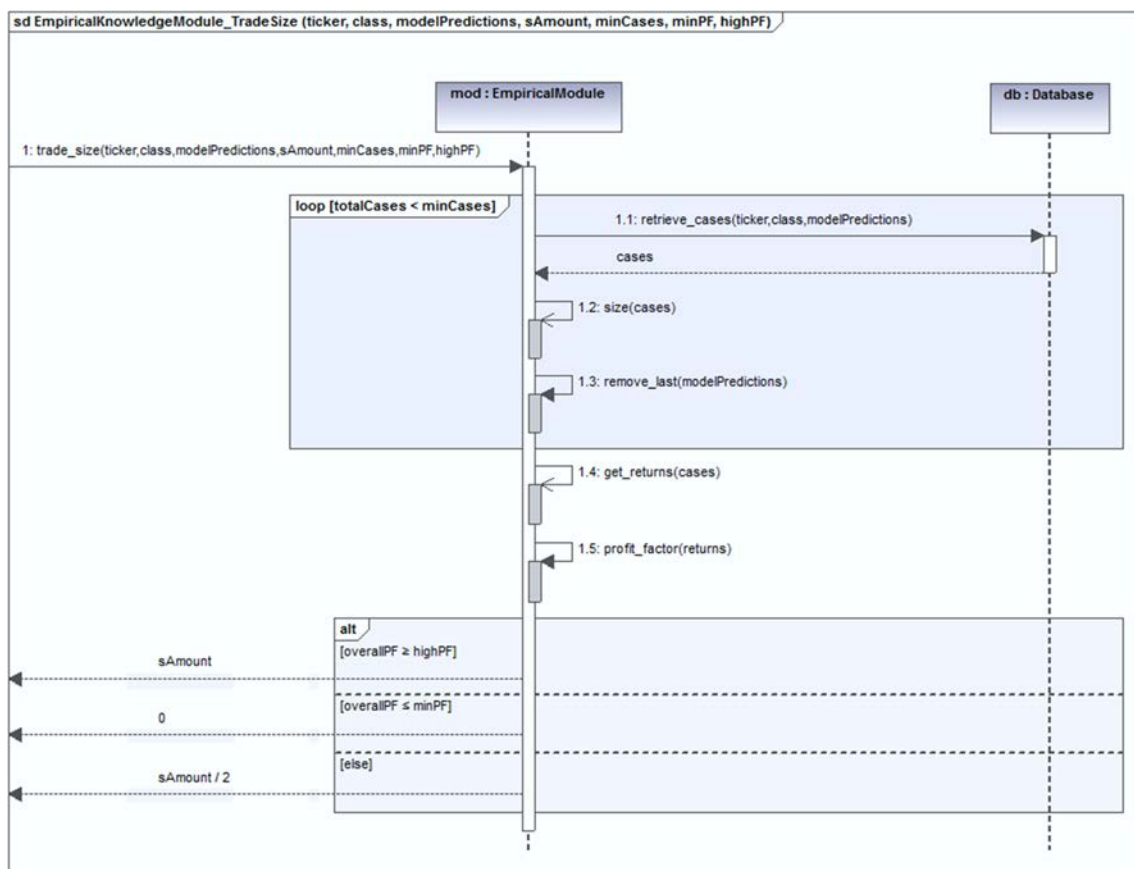 sd EmpiricalKnowledgeModule_TradeSize (ticker, class, modelPredictions, sAmount, minCases, minPF, highPF)
mod : EmpiricalModule
db : Database
1: trade_size(ticker,class,modelPredictions,sAmount,minCases,minPF,highPF)
loop [totalCases < minCases]
1.1: retrieve_cases(ticker,class,modelPredictions)
cases
1.2: size(cases)
1.3: remove_last(modelPredictions)
1.4: get_returns(cases)
1.5: profit_factor(returns)
alt
[overallPF ≥ highPF]
sAmount
[overallPF ≤ minPF]
0
[else]
sAmount / 2